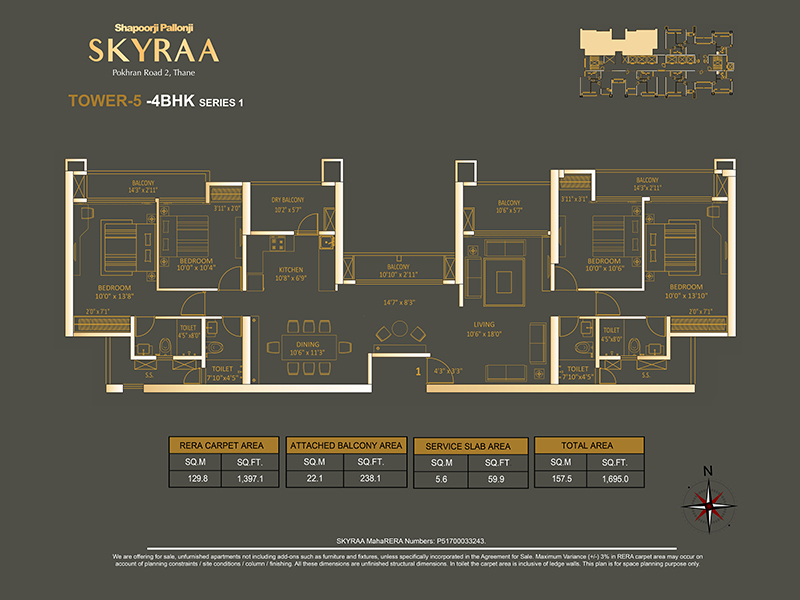 Shapoorji Pallonji
SKYRAA
Pokhran Road 2, Thane
TOWER-5 -4BHK SERIES 1
BALCONY
14'3" x 2'11"
3'11" x 2'0"
DRY BALCONY
10'2" x 5'7"
BALCONY
10'6" x 5'7"
3'11" x 3'1"
BALCONY
14'3" x 2'11"
BEDROOM
10'0" x 13'8"
BEDROOM
10'0" x 10'4"
KITCHEN
10'8" x 6'9"
BALCONY
10'10" x 2'11"
BEDROOM
10'0" x 10'6"
BEDROOM
10'0" x 13'10"
14'7" x 8'3"
2'0" x 7'1"
TOILET
4'5" x 8'0"
LIVING
10'6" x 18'0"
TOILET
4'5" x 8'0"
2'0" x 7'1"
DINING
10'6" x 11'3"
S.S.
TOILET
7'10" x 4'5"
1
4'3" x 3'3"
TOILET
7'10" x 4'5"
S.S.
RERA CARPET AREA
SQ.M SQ.FT.
129.8 1,397.1
ATTACHED BALCONY AREA
SQ.M SQ.FT.
22.1 238.1
SERVICE SLAB AREA
SQ.M SQ.FT
5.6 59.9
TOTAL AREA
SQ.M SQ.FT.
157.5 1,695.0
N
SKYRAA MahaRERA Numbers: P51700033243.
We are offering for sale, unfurnished apartments not including add-ons such as furniture and fixtures, unless specifically incorporated in the Agreement for Sale. Maximum Variance (+/-) 3% in RERA carpet area may occur on
account of planning constraints / site conditions / column / finishing. All these dimensions are unfinished structural dimensions. In toilet the carpet area is inclusive of ledge walls. This plan is for space planning purpose only.